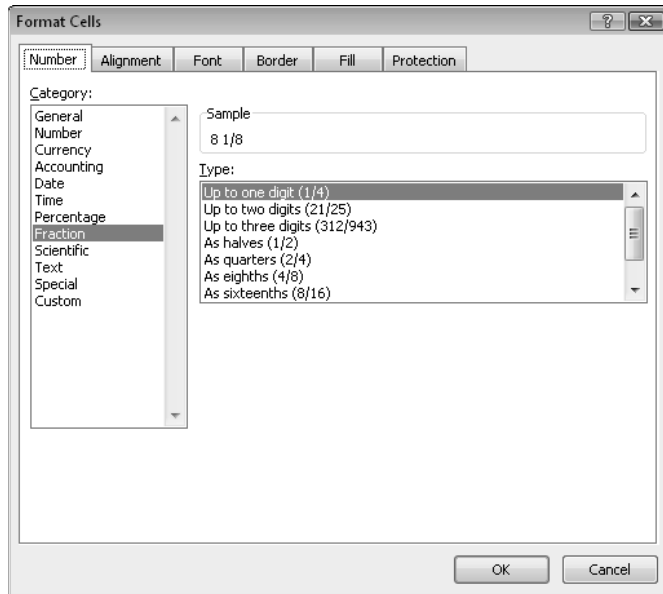 Format Cells
Number Alignment Font Border Fill Protection
Category:
General
Number
Currency
Accounting
Date
Time
Percentage
Fraction
Scientific
Text
Special
Custom
Sample
8 1/8
Type:
Up to one digit (1/4)
Up to two digits (21/25)
Up to three digits (312/943)
As halves (1/2)
As quarters (2/4)
As eighths (4/8)
As sixteenths (8/16)
OK Cancel